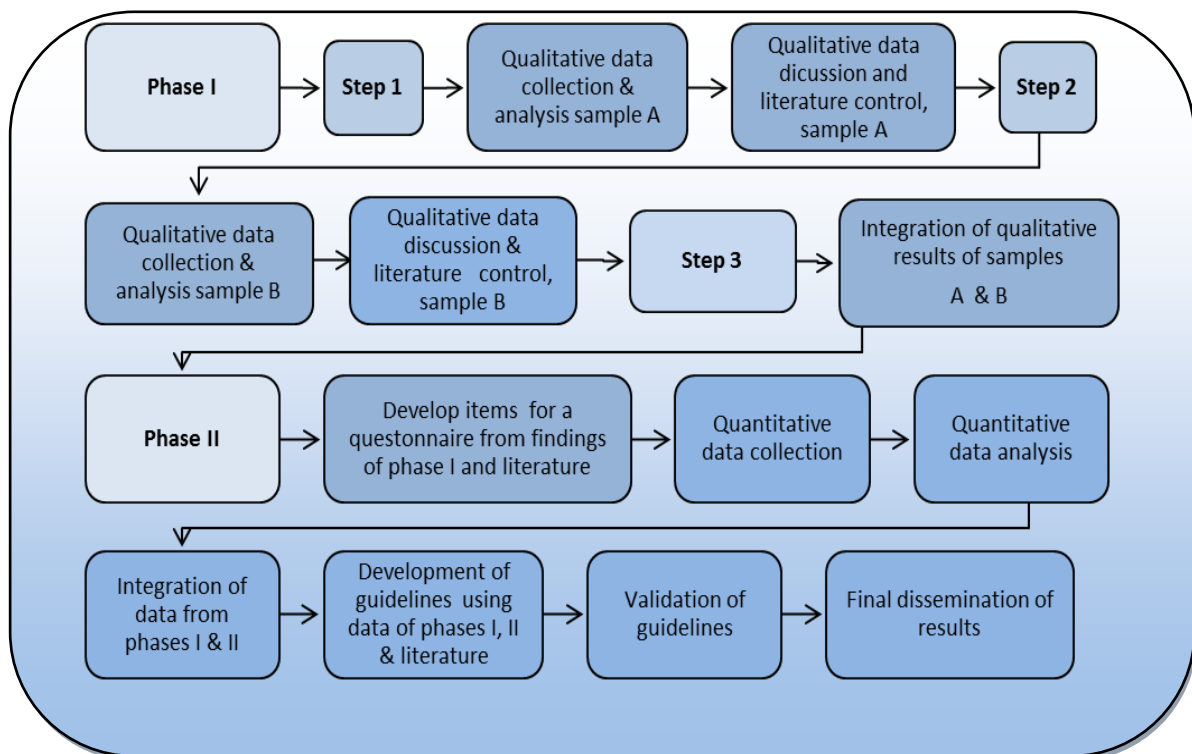 Phase I
Step 1
Qualitative data
collection &
analysis sample A
Qualitative data
dicussion and
literature control,
sample A
Step 2
Qualitative data
collection &
analysis sample B
Qualitative data
discussion &
literature control,
sample B
Step 3
Integration of qualitative
results of samples
A & B
Phase II
Develop items for a
questonnaire from findings
of phase I and literature
Quantitative
data collection
Quantitative
data analysis
Integration of
data from
phases I & II
Development of
guidelines using
data of phases I, II
& literature
Validation of
guidelines
Final dissemination of
results